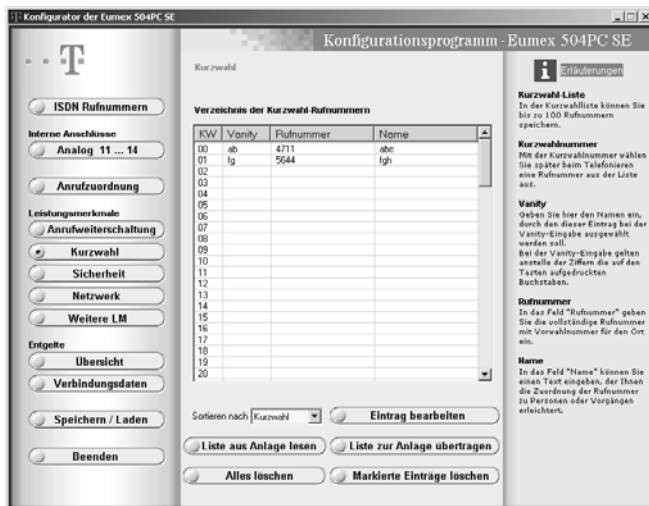 Konfigurator der Eumex 504PC SE
Konfigurationsprogramm - Eumex 504PC SE
T
ISDN Rufnummern
Interne Anschlüsse
Analog 11 ... 14
Anrufzuordnung
Leistungsmerkmale
Anrufweiterschaltung
Kurzwahl
Sicherheit
Netzwerk
Weitere LM
Entgelte
Übersicht
Verbindungsdaten
Speichern / Laden
Beenden
Kurzwahl
Verzeichnis der Kurzwahl-Rufnummern
KW Vanity Rufnummer Name
00 ab 4711 abc
01 fg 5644 fgh
02
03
04
05
06
07
08
09
10
11
12
13
14
15
16
17
18
19
20
Sortieren nach Kurzwahl
Eintrag bearbeiten
Liste aus Anlage lesen
Liste zur Anlage übertragen
Alles löschen
Markierte Einträge löschen
i Erläuterungen
Kurzwahl-Liste
In der Kurzwahlliste können Sie
bis zu 100 Rufnummern
speichern.
Kurzwahlnummer
Mit der Kurzwahlnummer wählen
Sie später beim Telefonieren
eine Rufnummer aus der Liste
aus.
Vanity
Geben Sie hier den Namen ein,
durch den dieser Eintrag bei der
Vanity-Eingabe ausgewählt
werden soll.
Bei der Vanity-Eingabe gelten
anstelle der Ziffern die auf den
Tasten aufgedruckten
Buchstaben.
Rufnummer
In das Feld "Rufnummer" geben
Sie die vollständige Rufnummer
mit Vorwahlnummer für den Ort
ein.
Name
In das Feld "Name" können Sie
einen Text eingeben, der Ihnen
die Zuordnung der Rufnummer
zu Personen oder Vorgängen
erleichtert.